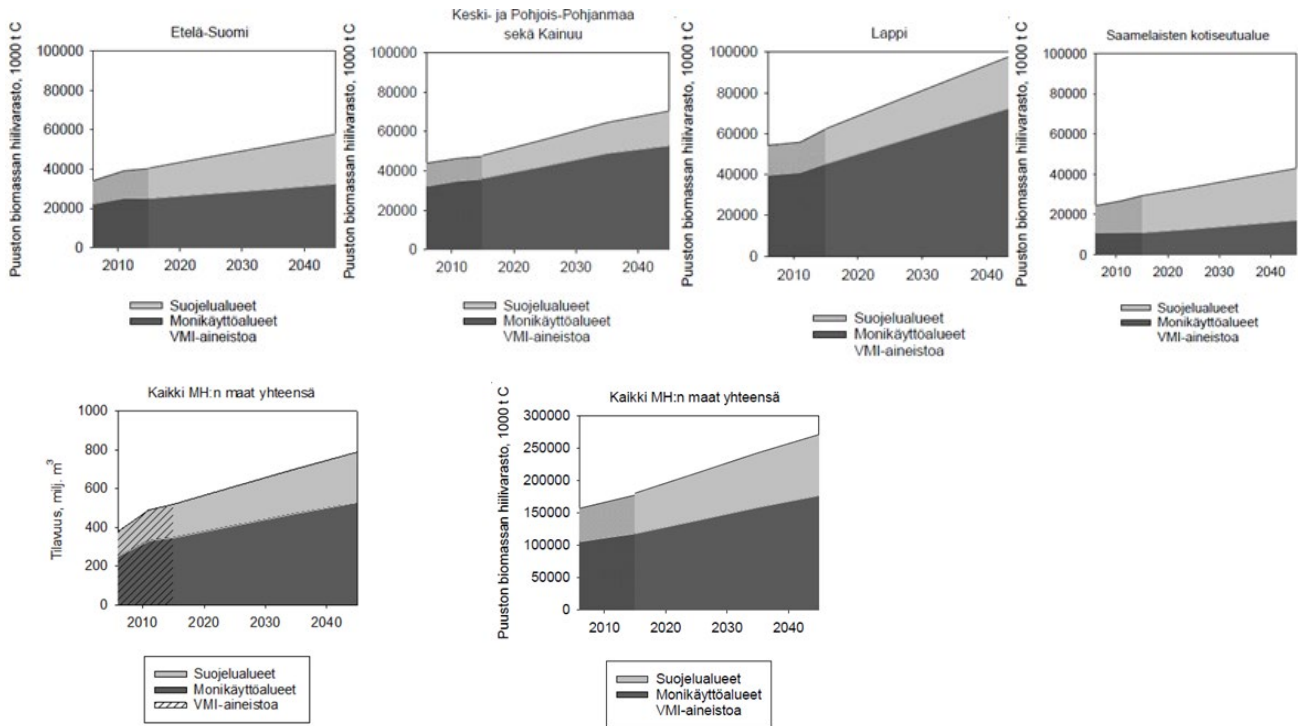 Etelä-Suomi
Puuston biomassan hiilivarasto, 1000 t C
100000
80000
60000
40000
20000
0
2010 2020 2030 2040
Suojelualueet
Monikäyttöalueet
VMI-aineistoa
Keski- ja Pohjois-Pohjanmaa
sekä Kainuu
Puuston biomassan hiilivarasto, 1000 t C
100000
80000
60000
40000
20000
0
2010 2020 2030 2040
Suojelualueet
Monikäyttöalueet
VMI-aineistoa
Lappi
Puuston biomassan hiilivarasto, 1000 t C
100000
80000
60000
40000
20000
0
2010 2020 2030 2040
Suojelualueet
Monikäyttöalueet
VMI-aineistoa
Saamelaisten kotiseutualue
Puuston biomassan hiilivarasto, 1000 t C
100000
80000
60000
40000
20000
0
2010 2020 2030 2040
Suojelualueet
Monikäyttöalueet
VMI-aineistoa
Kaikki MH:n maat yhteensä
Tilavuus, milj. m³
1000
800
600
400
200
0
2010 2020 2030 2040
Suojelualueet
Monikäyttöalueet
VMI-aineistoa
Kaikki MH:n maat yhteensä
Puuston biomassan hiilivarasto, 1000 t C
300000
250000
200000
150000
100000
50000
0
2010 2020 2030 2040
Suojelualueet
Monikäyttöalueet
VMI-aineistoa